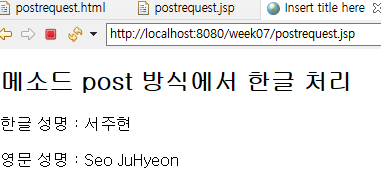 postrequest.html postrequest.jsp Insert title here
http://localhost:8080/week07/postrequest.jsp
메소드 post 방식에서 한글 처리
한글 성명 : 서주현
영문 성명 : Seo JuHyeon